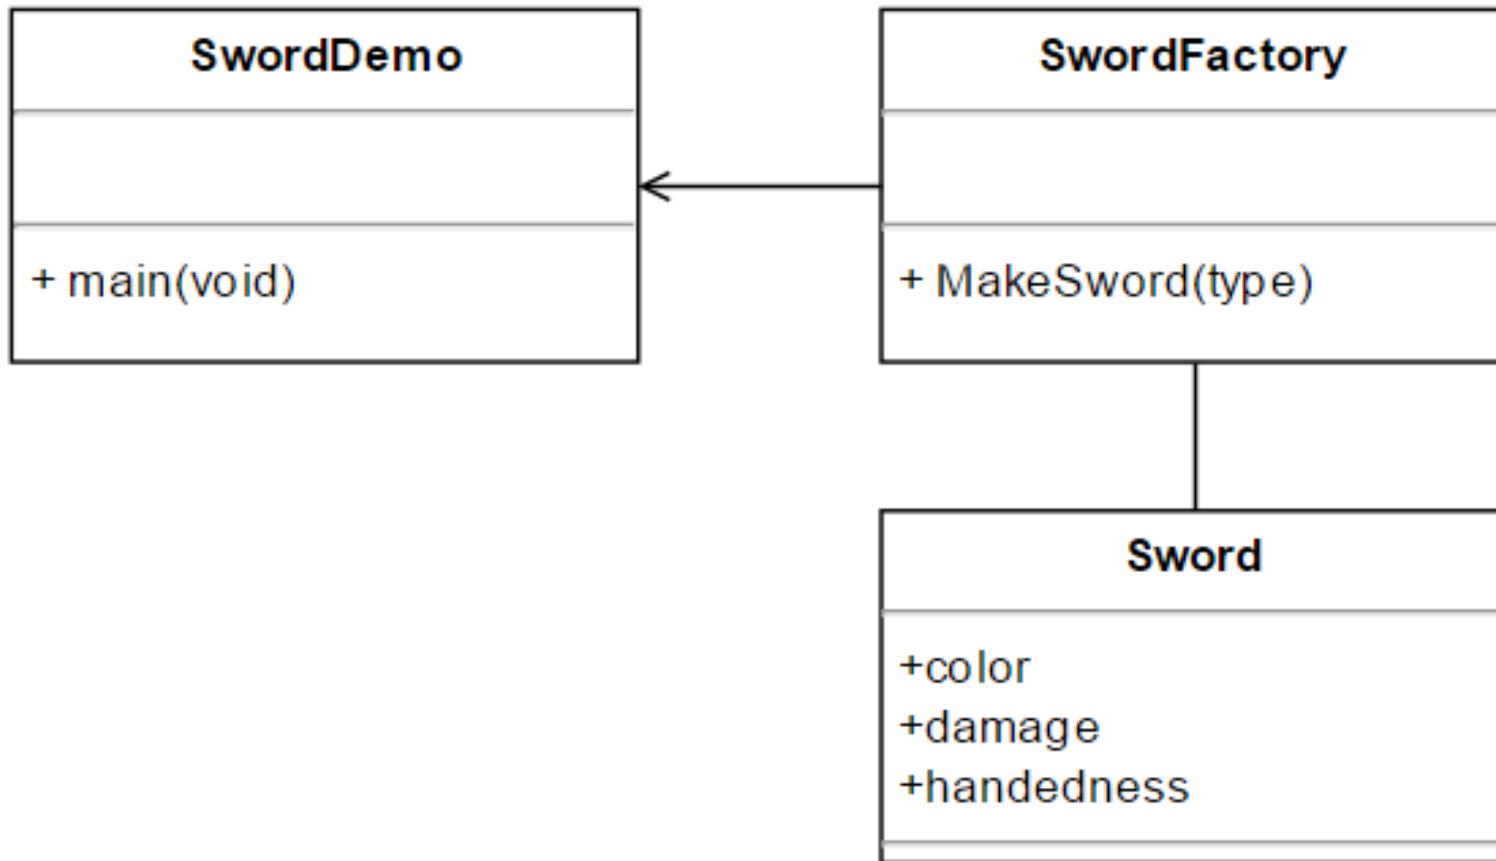 SwordDemo
+ main(void)
SwordFactory
+ MakeSword(type)
Sword
+color
+damage
+handedness